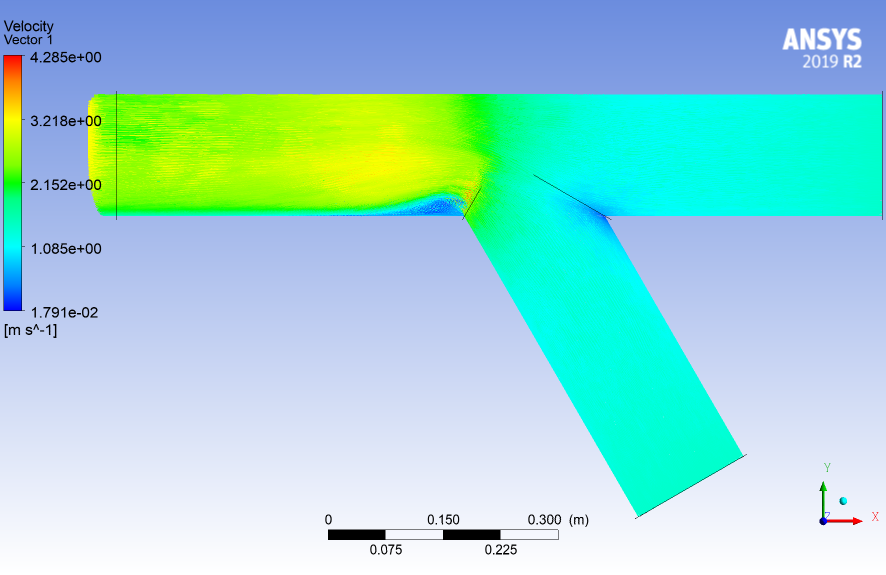 Velocity
Vector 1
4.285e+00
3.218e+00
2.152e+00
1.085e+00
1.791e-02
[m s^-1]
ANSYS
2019 R2
0 0.150 0.300 (m)
0.075 0.225
Y
Z X